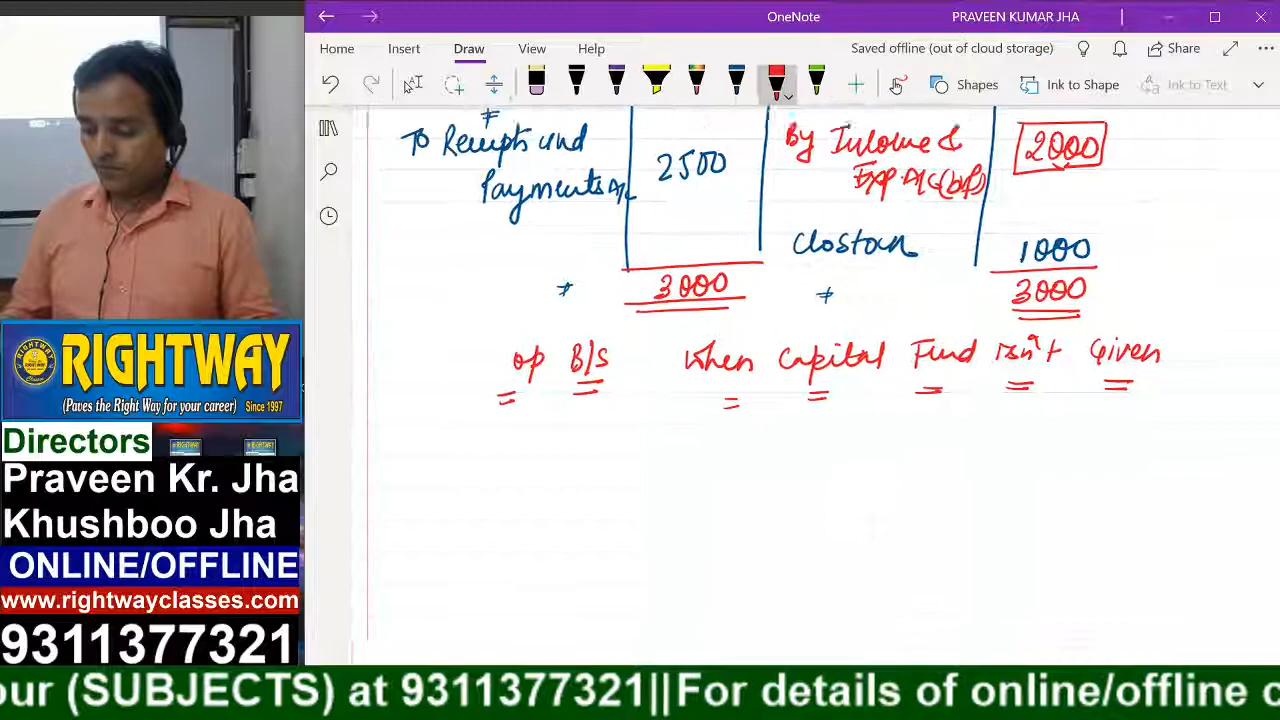 OneNote
PRAVEEN KUMAR JHA
Home Insert Draw View Help
Saved offline (out of cloud storage)
Share
Shapes
Ink to Shape
Ink to Text
To Receipts and
Payments A/c
2500
By Income &
Exp A/c (b/f)
2000
Clostock
1000
3000
3000
op B/S when Capital Fund isn't Given
RIGHTWAY
(Paves the Right Way for your career) Since 1997
Directors
Praveen Kr. Jha
Khushboo Jha
ONLINE/OFFLINE
www.rightwayclasses.com
9311377321
our (SUBJECTS) at 9311377321||For details of online/offline c